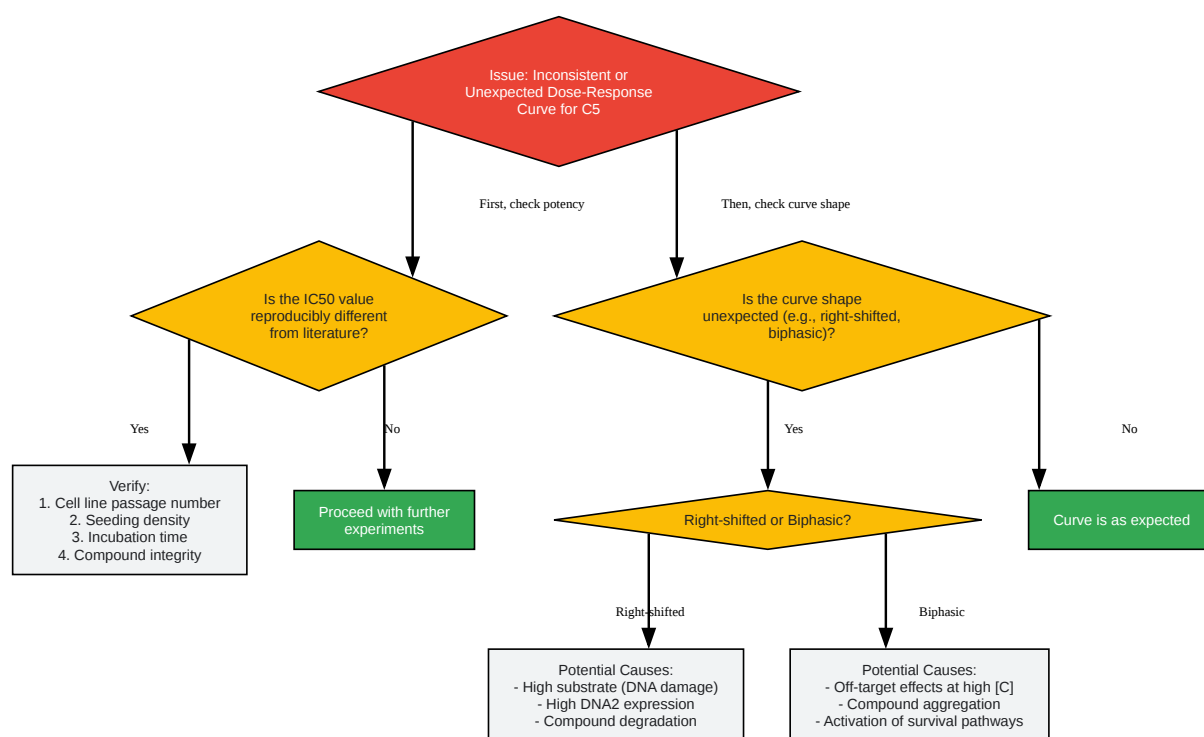 Issue: Inconsistent or
Unexpected Dose-Response
Curve for C5
First, check potency
Then, check curve shape
Is the IC50 value
reproducibly different
from literature?
Is the curve shape
unexpected (e.g., right-shifted,
biphasic)?
Yes
No
Yes
No
Verify:
1. Cell line passage number
2. Seeding density
3. Incubation time
4. Compound integrity
Proceed with further
experiments
Right-shifted or Biphasic?
Curve is as expected
Right-shifted
Biphasic
Potential Causes:
- High substrate (DNA damage)
- High DNA2 expression
- Compound degradation
Potential Causes:
- Off-target effects at high [C]
- Compound aggregation
- Activation of survival pathways